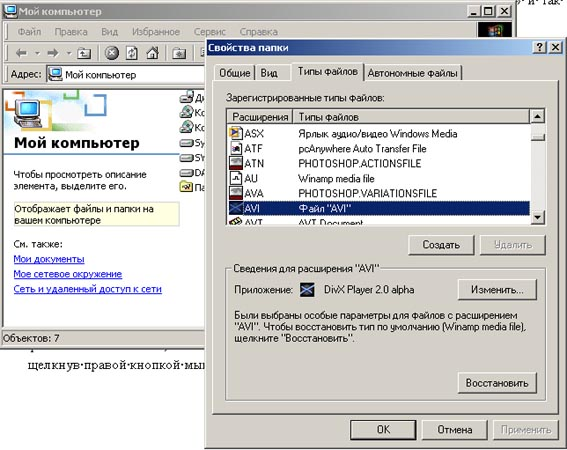 и·так·
Мой компьютер
Файл Правка Вид Избранное Сервис Справка
Адрес: Мой компьютер
Мой компьютер
Чтобы просмотреть описание
элемента, выделите его.
Отображает файлы и папки на
вашем компьютере
См. также:
Мои документы
Мое сетевое окружение
Сеть и удаленный доступ к сети
Объектов: 7
щелкнув·правой·кнопкой·мы
Свойства папки
Общие Вид Типы файлов Автономные файлы
Зарегистрированные типы файлов:
Расширения Типы файлов
ASX Ярлык аудио/видео Windows Media
ATF pcAnywhere Auto Transfer File
ATN PHOTOSHOP.ACTIONSFILE
AU Winamp media file
AVA PHOTOSHOP.VARIATIONSFILE
AVI Файл "AVI"
AVT AVT Document
Создать Удалить
Сведения для расширения "AVI"
Приложение: DivX Player 2.0 alpha Изменить...
Были выбраны особые параметры для файлов с расширением
"AVI". Чтобы восстановить тип по умолчанию (Winamp media file),
щелкните "Восстановить".
Восстановить
OK Отмена Применить